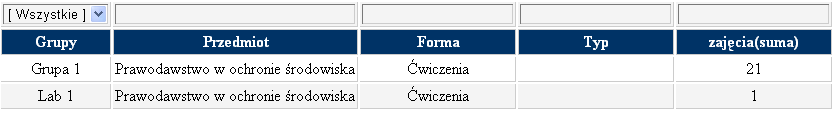 [ Wszystkie ]
Grupy Przedmiot Forma Typ zajęcia(suma)
Grupa 1 Prawodawstwo w ochronie środowiska Ćwiczenia 21
Lab 1 Prawodawstwo w ochronie środowiska Ćwiczenia 1